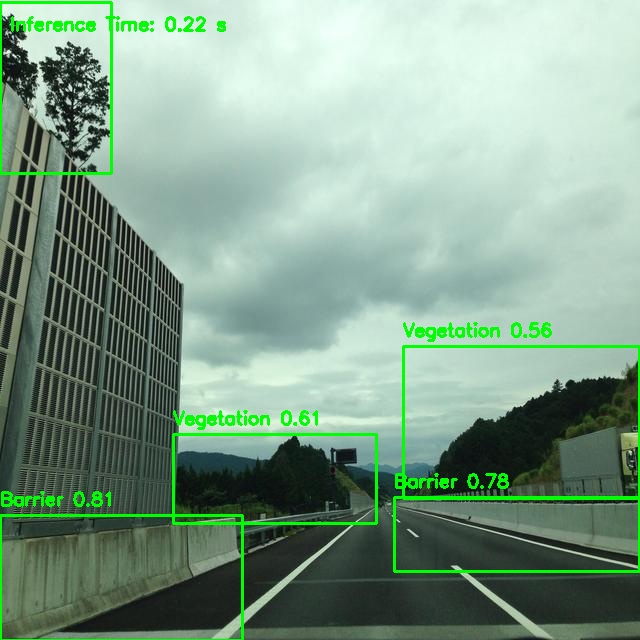 Inference Time: 0.22 s
Vegetation 0.56
Vegetation 0.61
Barrier 0.78
Barrier 0.81